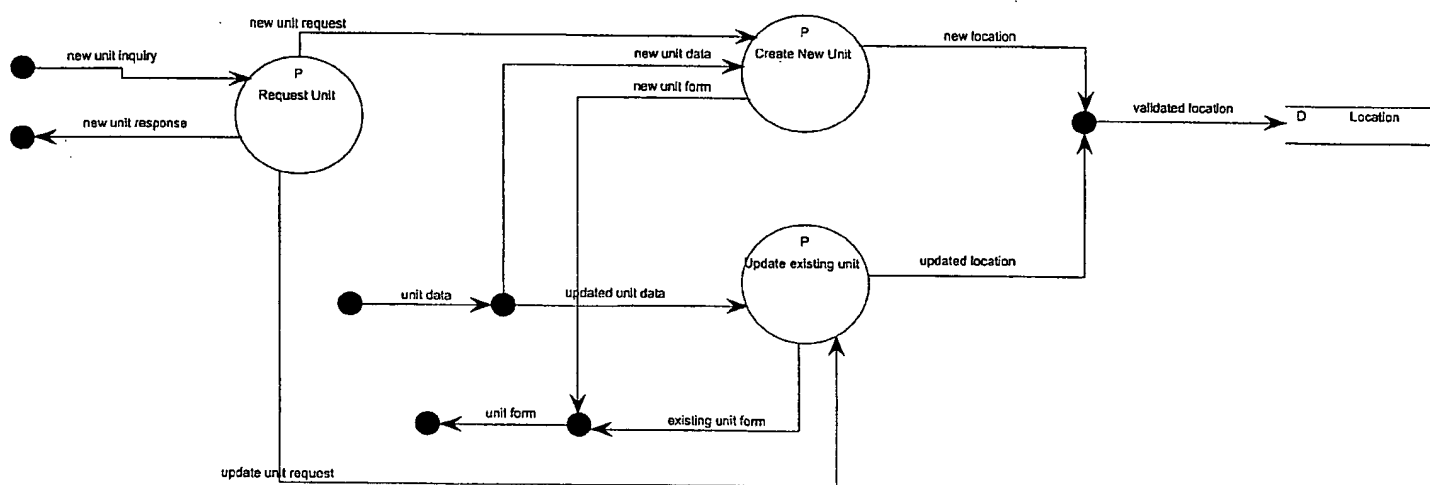 new unit request
P
Create New Unit
new location
new unit inquiry
new unit data
P
Request Unit
new unit form
validated location
D Location
new unit response
P
Update existing unit
updated location
unit data
updated unit data
unit form
existing unit form
update unit request